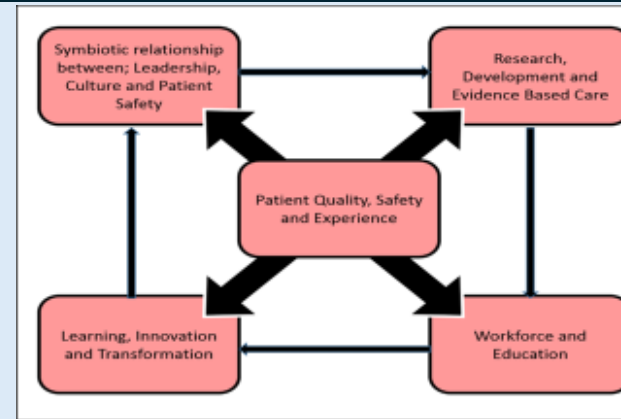 Symbiotic relationship
between; Leadership,
Culture and Patient
Safety
Research,
Development and
Evidence Based Care
Patient Quality, Safety
and Experience
Learning, Innovation
and Transformation
Workforce and
Education